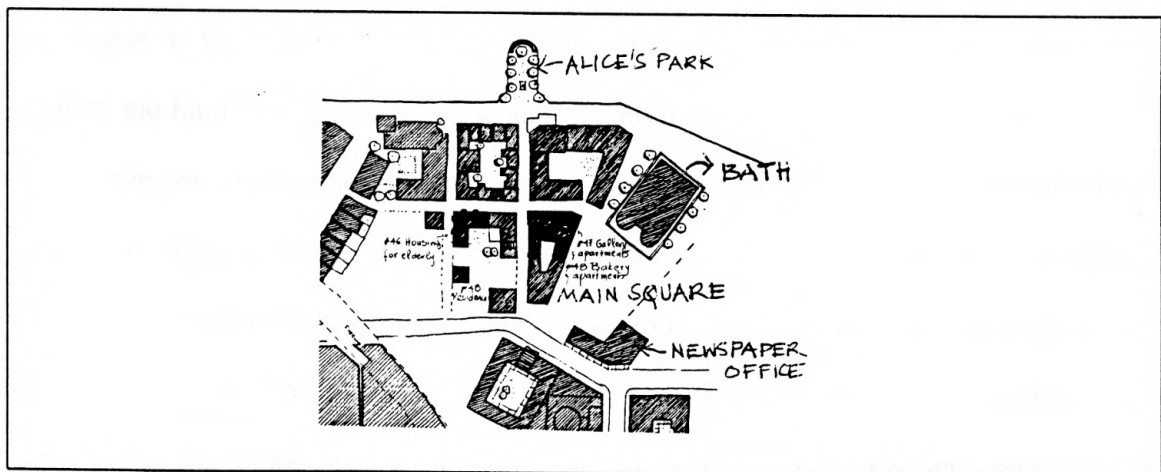 ALICE'S PARK
BATH
#46 Housing
for elderly
#47 Gallery
apartments
#48 Bakery
apartments
MAIN SQUARE
NEWSPAPER
OFFICE